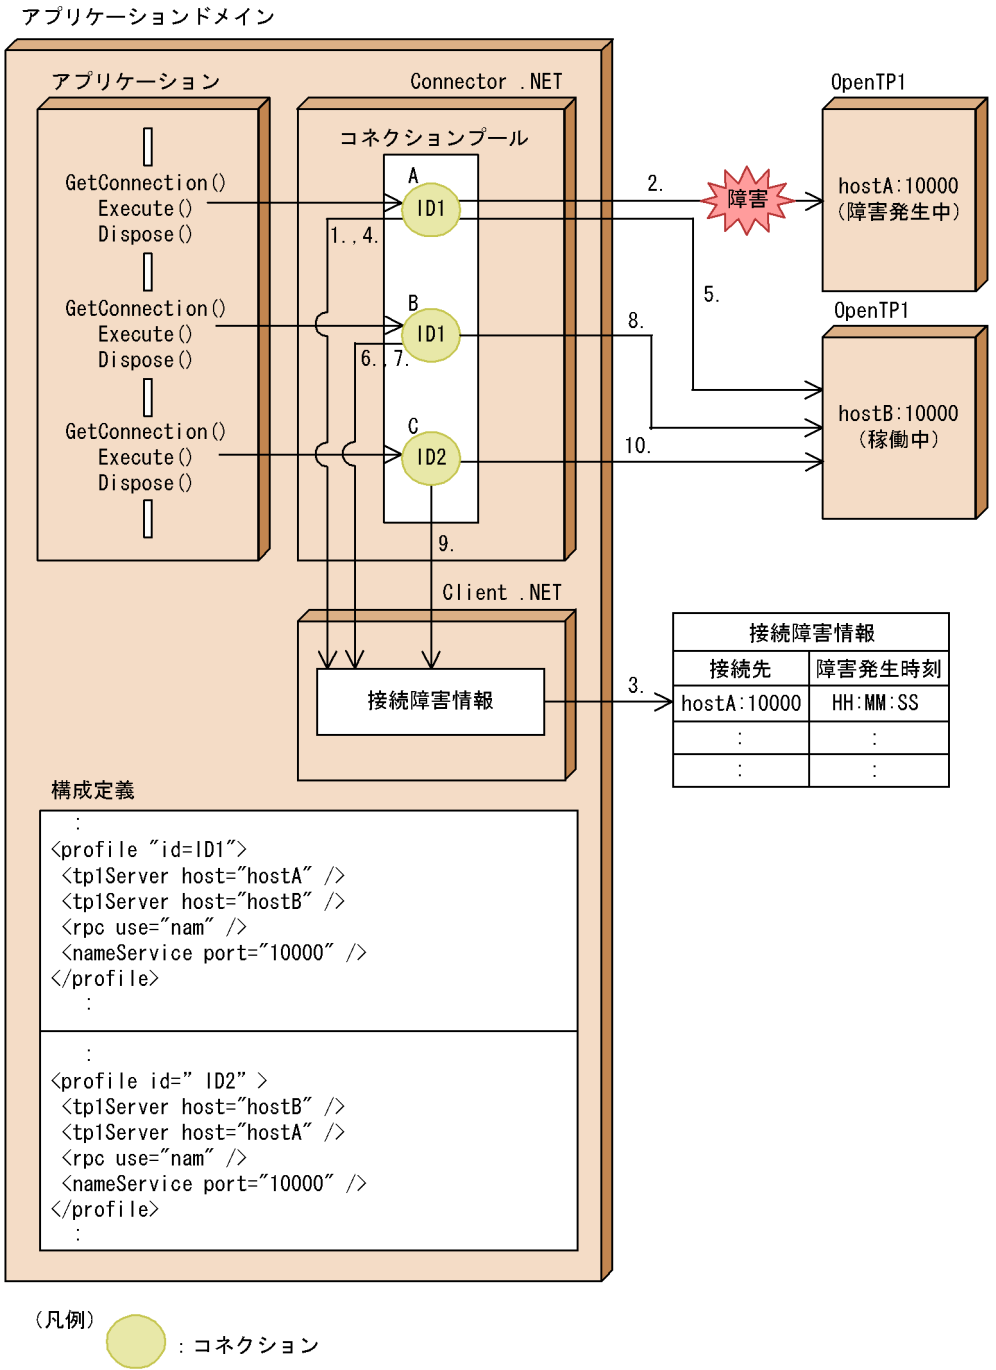 アプリケーションドメイン
アプリケーション
Connector .NET
OpenTP1
コネクションプール
GetConnection()
Execute()
Dispose()
A
ID1
1.,4.
2.
障害
hostA:10000
(障害発生中)
5.
OpenTP1
GetConnection()
Execute()
Dispose()
B
ID1
6.,7.
8.
hostB:10000
(稼働中)
GetConnection()
Execute()
Dispose()
C
ID2
10.
9.
Client .NET
接続障害情報
3.
接続障害情報
接続先 障害発生時刻
hostA:10000 HH:MM:SS
: :
: :
構成定義
:
<profile "id=ID1">
<tp1Server host="hostA" />
<tp1Server host="hostB" />
<rpc use="nam" />
<nameService port="10000" />
</profile>
:
:
<profile id=” ID2” >
<tp1Server host="hostB" />
<tp1Server host="hostA" />
<rpc use="nam" />
<nameService port="10000" />
</profile>
:
(凡例)
：コネクション